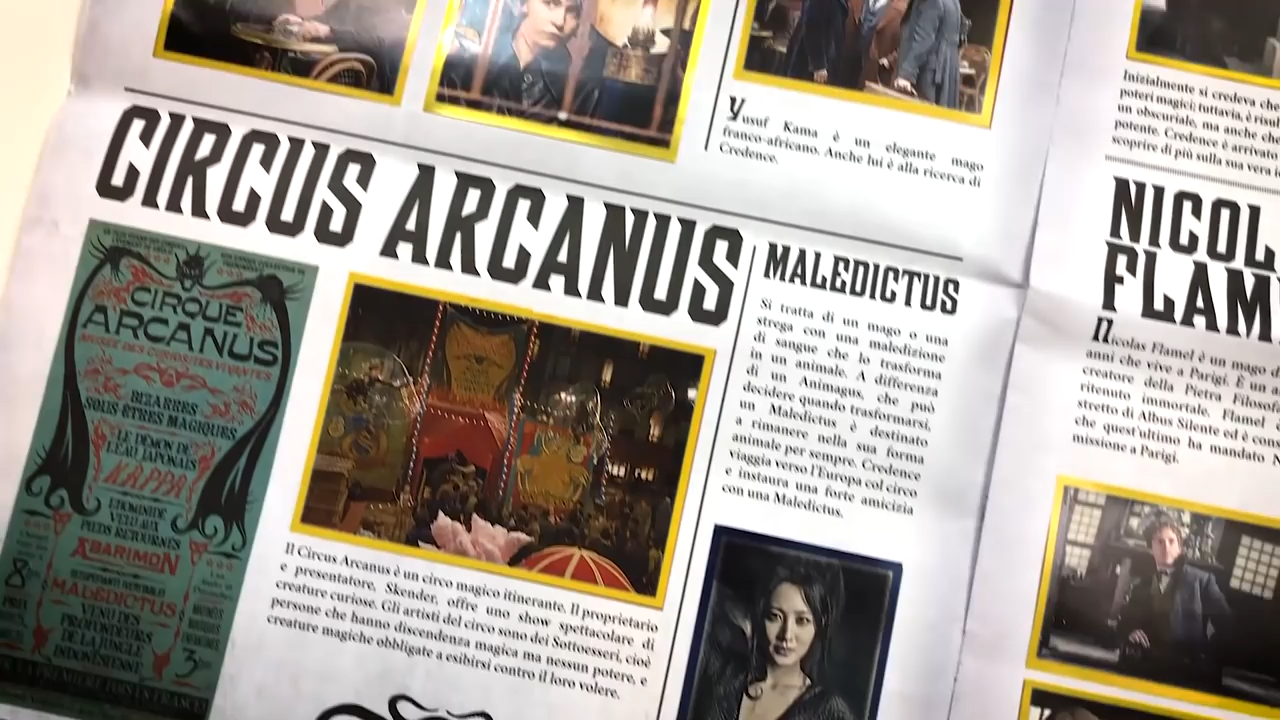 Yusuf Kama è un elegante mago
franco-africano. Anche lui è alla ricerca di
Credence.
Inizialmente si credeva che
poteri magici; tuttavia, è risul
un obscuriale, ma anche che
potente. Credence è arrivato
scoprire di più sulla sua vera
CIRCUS ARCANUS
CIRQUE
ARCANUS
MUSÉE DES CURIOSITÉS VIVANTES
BIZARRES
SOUS-ÊTRES MAGIQUES
LE DÉMON DE
L'EAU JAPONAIS
KAPPA
L'HOMINIDÉ
VELU AUX
PIEDS RETOURNÉS
ABARIMON
MALEDICTUS
VENU DES
PROFONDEURS
DE LA JUNGLE
INDONÉSIENNE
Il Circus Arcanus è un circo magico itinerante. Il proprietario
e presentatore, Skender, offre uno show spettacolare di
creature curiose. Gli artisti del circo sono dei Sottoesseri, cioè
persone che hanno discendenza magica ma nessun potere, e
creature magiche obbligate a esibirsi contro il loro volere.
MALEDICTUS
Si tratta di un mago o una
strega con una maledizione
di sangue che lo trasforma
in un animale. A differenza
di un Animagus, che può
decidere quando trasformarsi,
un Maledictus è destinato
a rimanere nella sua forma
animale per sempre. Credence
viaggia verso l'Europa col circo
e instaura una forte amicizia
con una Maledictus.
NICOL
FLAM
Nicolas Flamel è un mago d
anni che vive a Parigi. È un
creatore della Pietra Filosof
ritenuto immortale. Flamel
stretto di Albus Silente ed è cons
che quest'ultimo ha mandato
missione a Parigi.